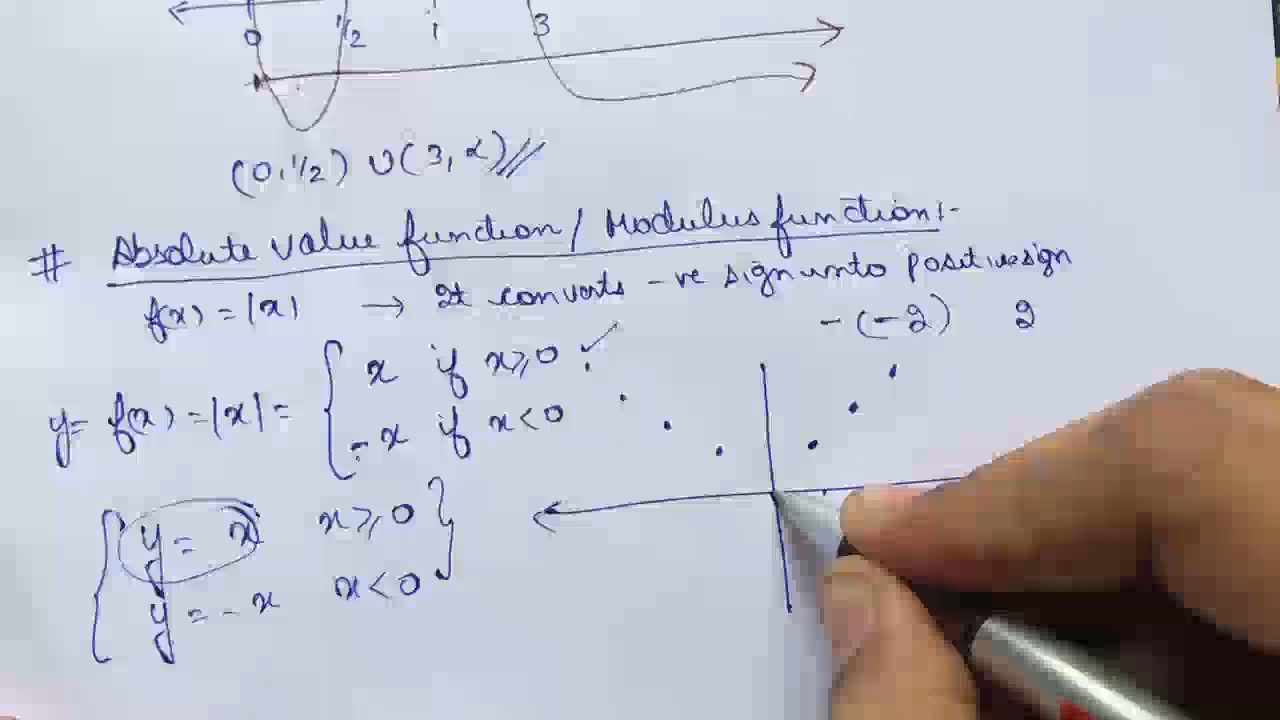 0 1/2 1 3
(0, 1/2) ∪ (3, ∝)//
# Absolute value function / Modulus function:-
f(x) = |x| → It converts -ve sign into positive sign
-(-2) 2
y = f(x) = |x| = { x if x ≥ 0 ✓
-x if x < 0
{ y = x x ≥ 0 }
y = -x x < 0